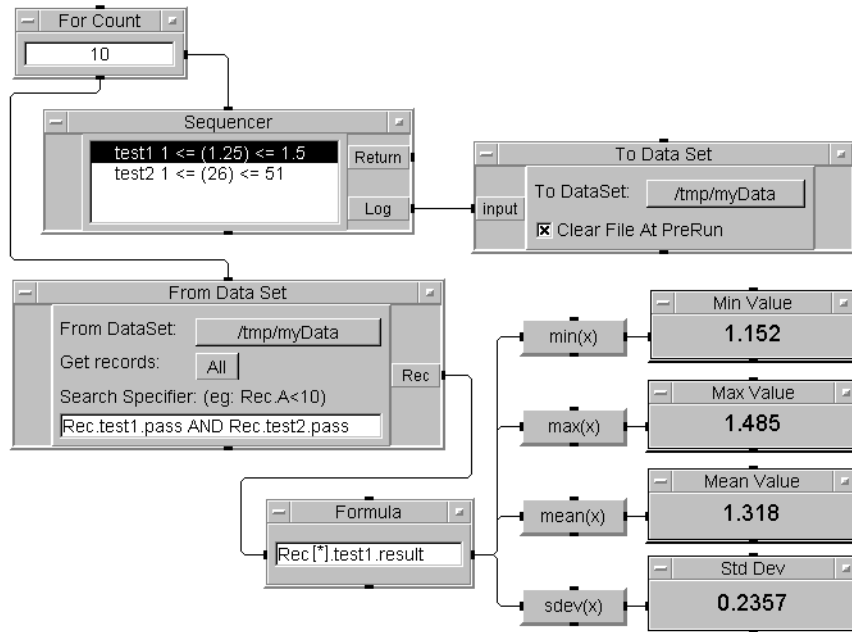 For Count
10
Sequencer
test1 1 <= (1.25) <= 1.5
test2 1 <= (26) <= 51
Return
Log
To Data Set
input
To DataSet: /tmp/myData
Clear File At PreRun
From Data Set
From DataSet: /tmp/myData
Get records: All
Search Specifier: (eg: Rec.A<10)
Rec.test1.pass AND Rec.test2.pass
Rec
Formula
Rec[*].test1.result
min(x)
Min Value
1.152
max(x)
Max Value
1.485
mean(x)
Mean Value
1.318
sdev(x)
Std Dev
0.2357